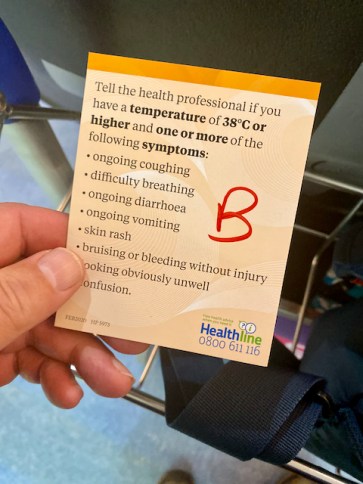 Tell the health professional if you
have a temperature of 38°C or
higher and one or more of the
following symptoms:
• ongoing coughing
• difficulty breathing
• ongoing diarrhoea
• ongoing vomiting
• skin rash
• bruising or bleeding without injury
ooking obviously unwell
onfusion.
B
Healthline
0800 611 116